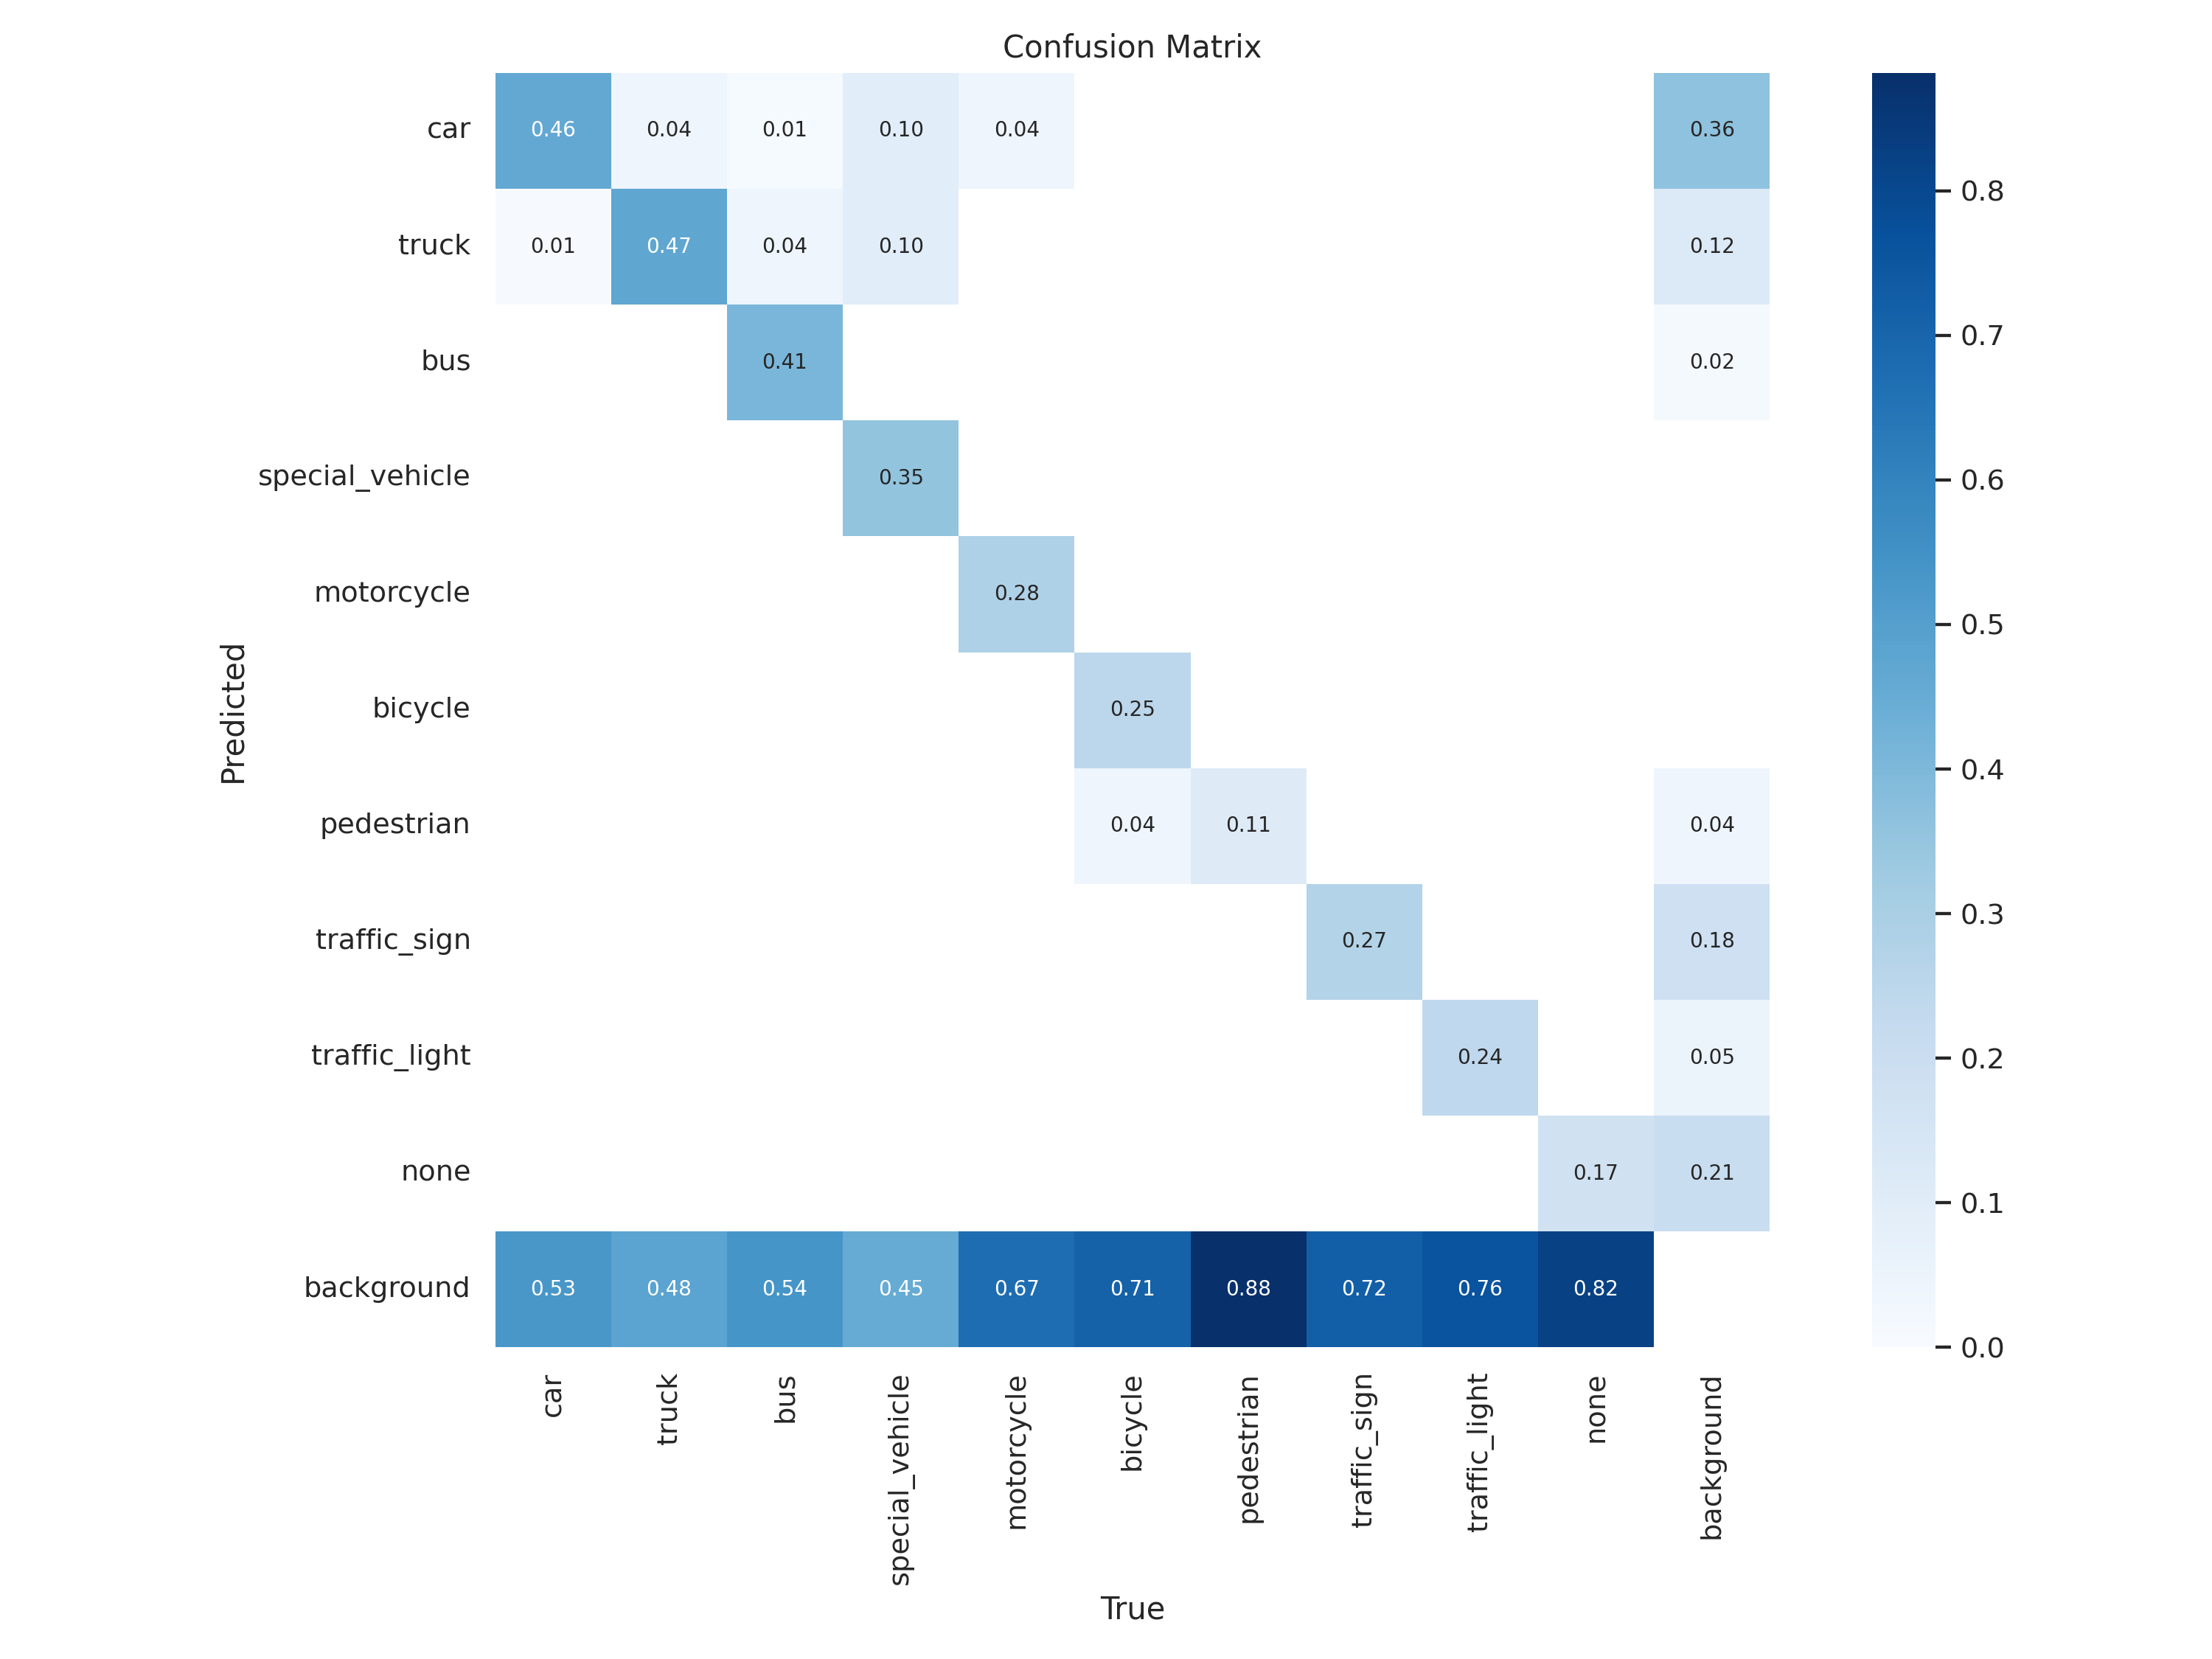 Confusion Matrix
car 0.46 0.04 0.01 0.10 0.04 0.36
truck 0.01 0.47 0.04 0.10 0.12
bus 0.41 0.02
special_vehicle 0.35
motorcycle 0.28
bicycle 0.25
pedestrian 0.04 0.11 0.04
traffic_sign 0.27 0.18
traffic_light 0.24 0.05
none 0.17 0.21
background 0.53 0.48 0.54 0.45 0.67 0.71 0.88 0.72 0.76 0.82
Predicted
car truck bus special_vehicle motorcycle bicycle pedestrian traffic_sign traffic_light none background
True
0.8
0.7
0.6
0.5
0.4
0.3
0.2
0.1
0.0